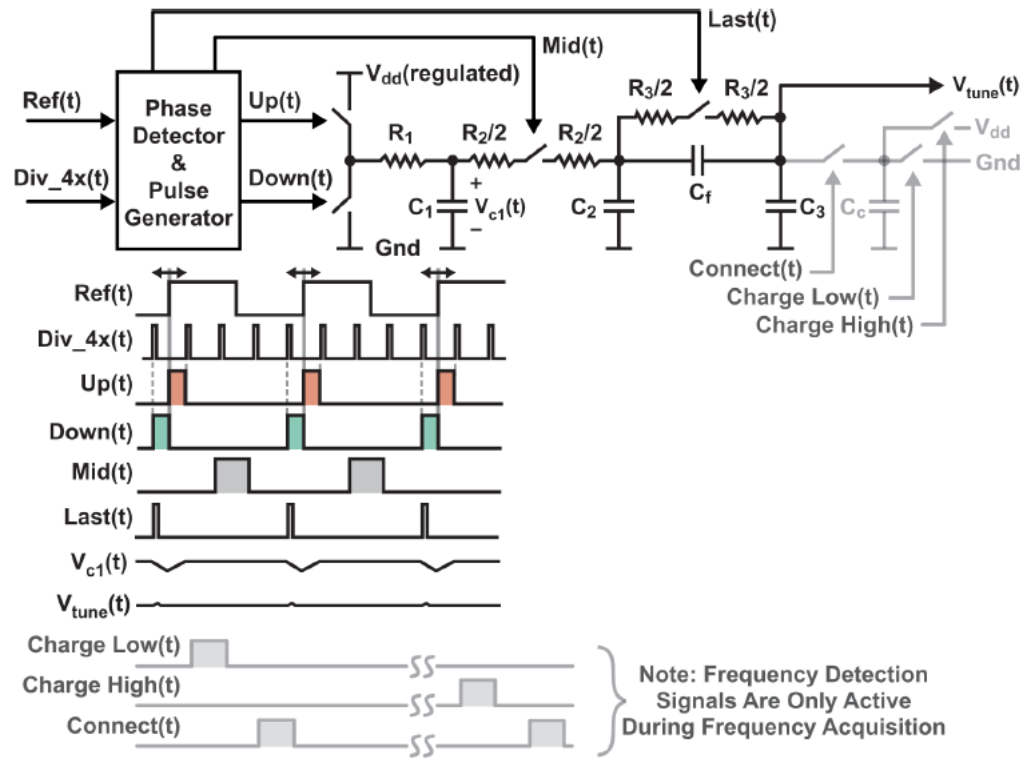 Last(t)
Mid(t)
Ref(t)
Div_4x(t)
Phase
Detector
&
Pulse
Generator
Up(t)
Down(t)
Vdd(regulated)
R1
R2/2
R2/2
R3/2
R3/2
Vtune(t)
Vdd
Gnd
C1
+
Vc1(t)
–
C2
Cf
C3
Cc
Gnd
Connect(t)
Charge Low(t)
Charge High(t)
Ref(t)
Div_4x(t)
Up(t)
Down(t)
Mid(t)
Last(t)
Vc1(t)
Vtune(t)
Charge Low(t)
Charge High(t)
Connect(t)
Note: Frequency Detection
Signals Are Only Active
During Frequency Acquisition